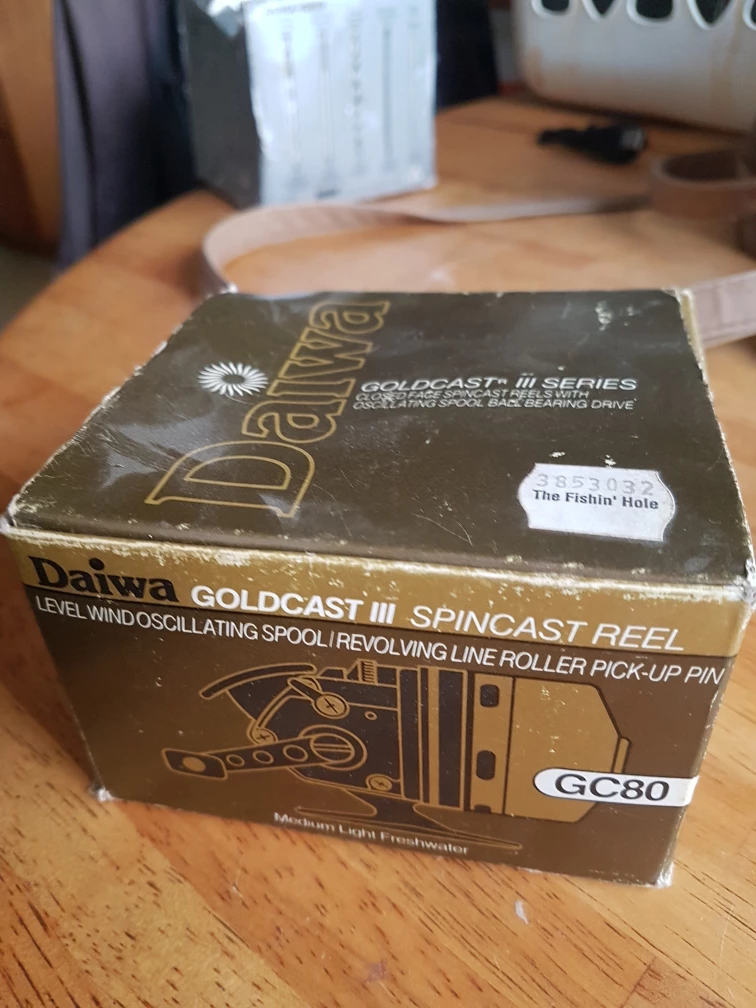 Daiwa
GOLDCAST™ III SERIES
CLOSED FACE SPINCAST REELS WITH
OSCILLATING SPOOL BALL BEARING DRIVE
3853032
The Fishin' Hole
Daiwa GOLDCAST III SPINCAST REEL
LEVEL WIND OSCILLATING SPOOL/REVOLVING LINE ROLLER PICK-UP PIN
GC80
Medium Light Freshwater